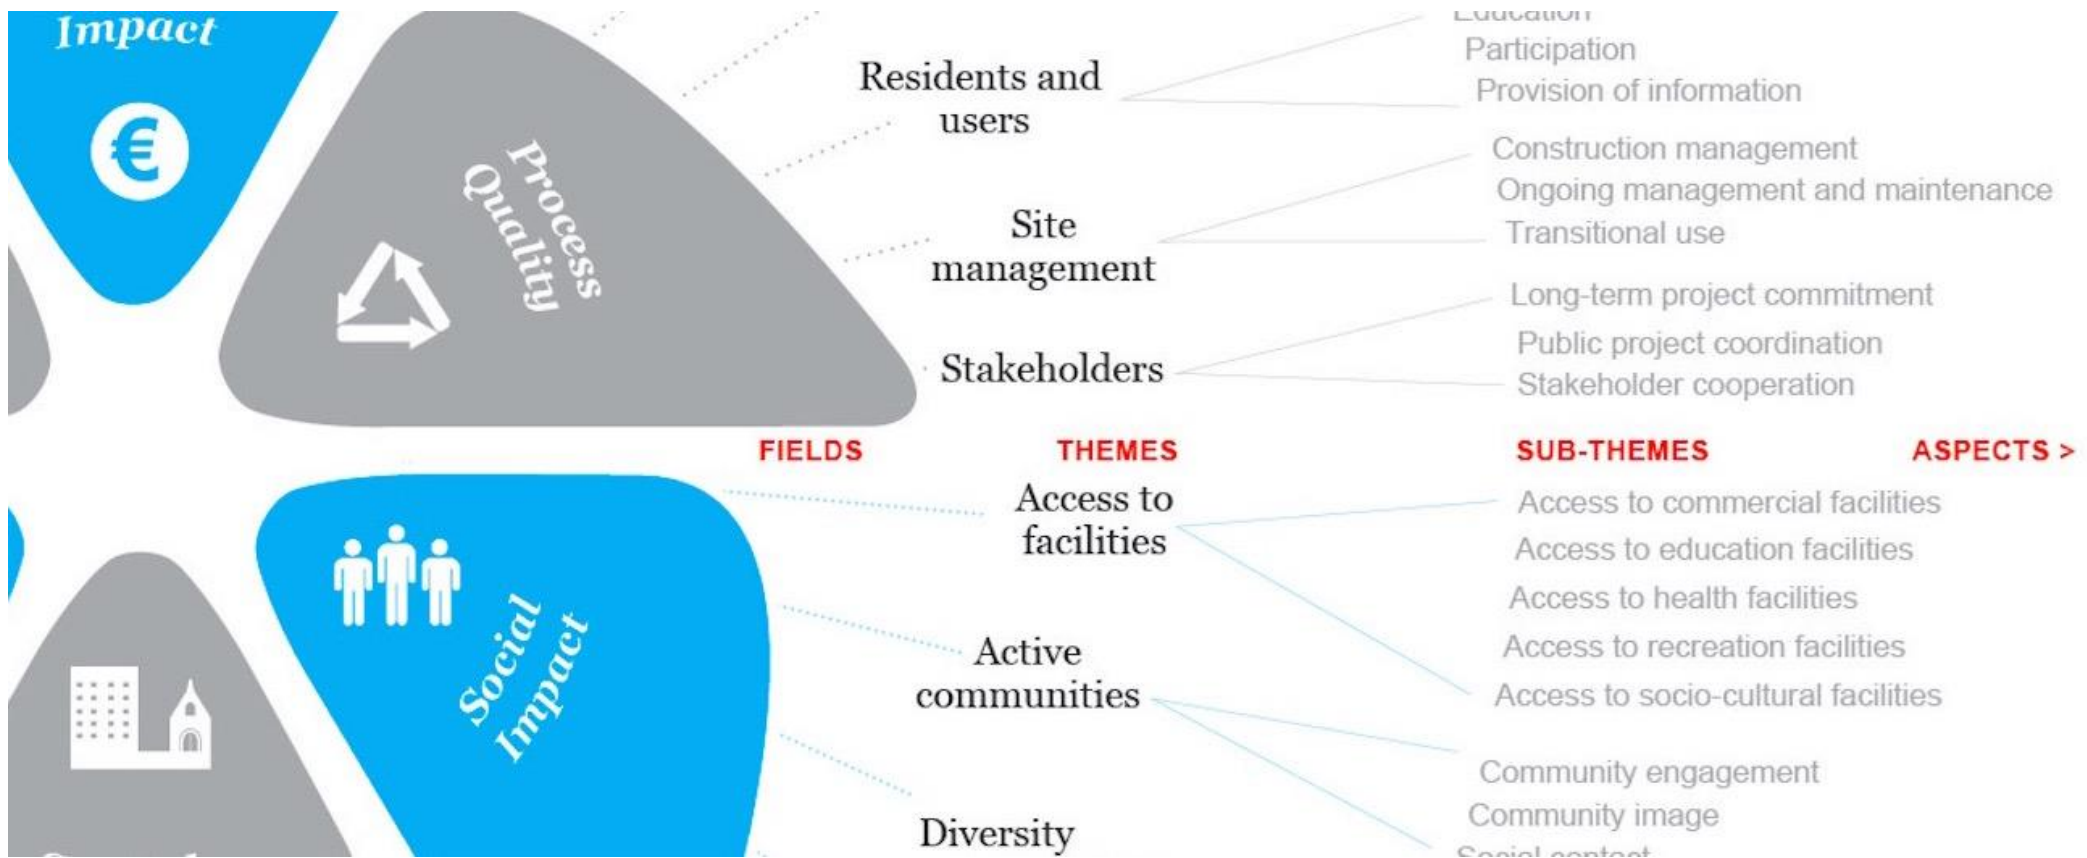 Impact
€
Process
Quality
Residents and
users
Education
Participation
Provision of information
Site
management
Construction management
Ongoing management and maintenance
Transitional use
Stakeholders
Long-term project commitment
Public project coordination
Stakeholder cooperation
FIELDS THEMES SUB-THEMES ASPECTS >
Social
Impact
Access to
facilities
Access to commercial facilities
Access to education facilities
Access to health facilities
Access to recreation facilities
Access to socio-cultural facilities
Active
communities
Community engagement
Community image
Social contact
Diversity